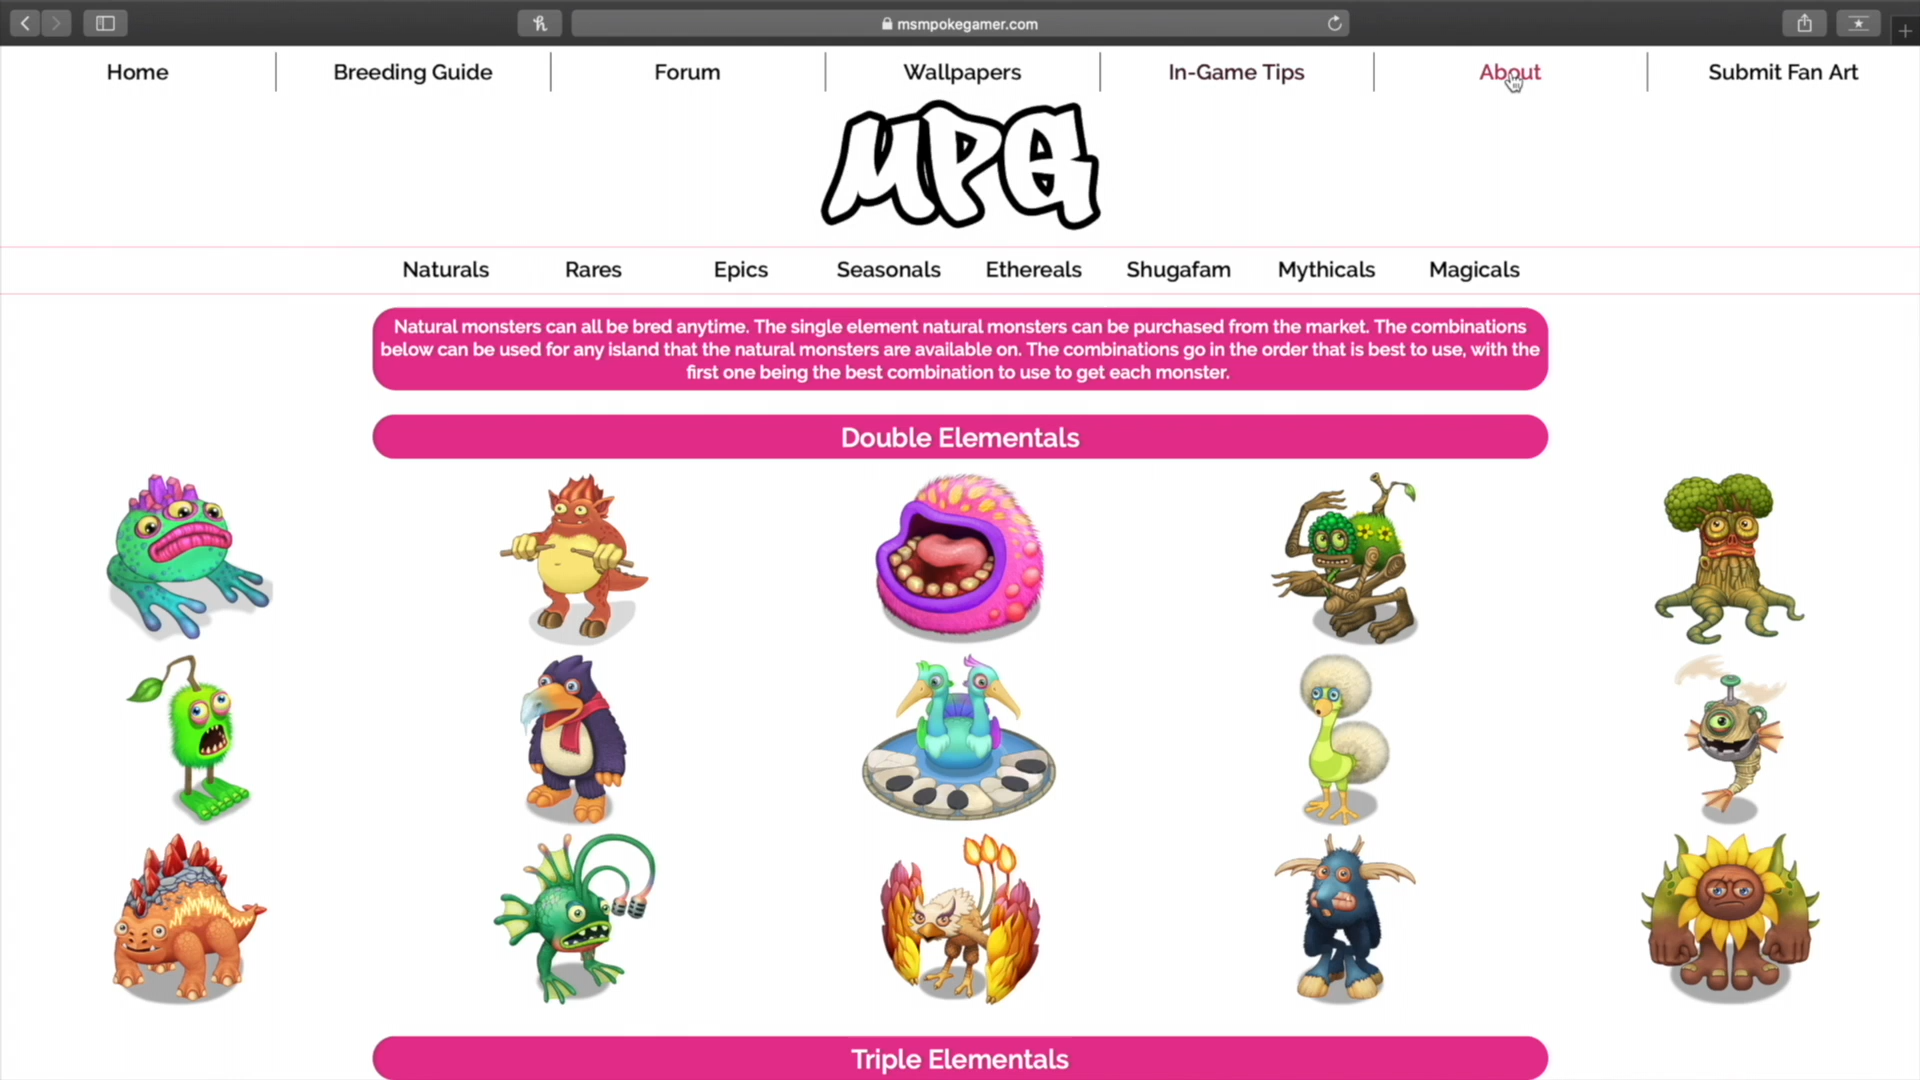 msmpokegamer.com
Home
Breeding Guide
Forum
Wallpapers
In-Game Tips
About
Submit Fan Art
MPG
Naturals
Rares
Epics
Seasonals
Ethereals
Shugafam
Mythicals
Magicals
Natural monsters can all be bred anytime. The single element natural monsters can be purchased from the market. The combinations
below can be used for any island that the natural monsters are available on. The combinations go in the order that is best to use, with the
first one being the best combination to use to get each monster.
Double Elementals
Triple Elementals